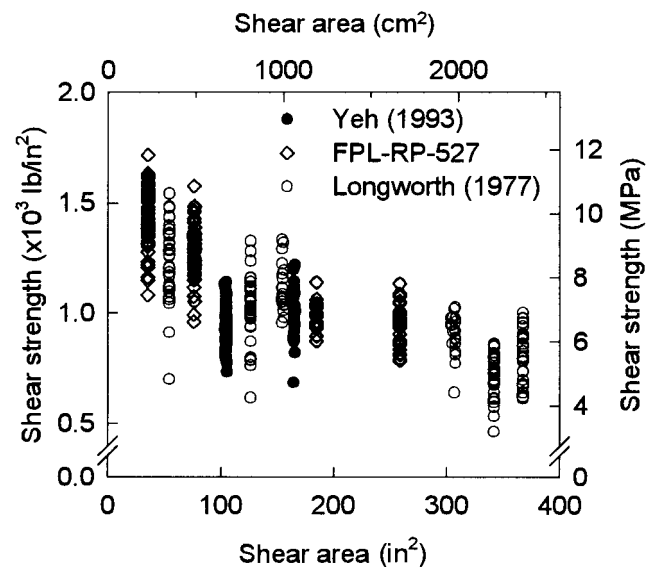 Shear area (cm²)
0 1000 2000
2.0
1.5
1.0
0.5
0.0
Shear strength (x10³ lb/in²)
Yeh (1993)
FPL-RP-527
Longworth (1977)
12
10
8
6
4
0
Shear strength (MPa)
0 100 200 300 400
Shear area (in²)